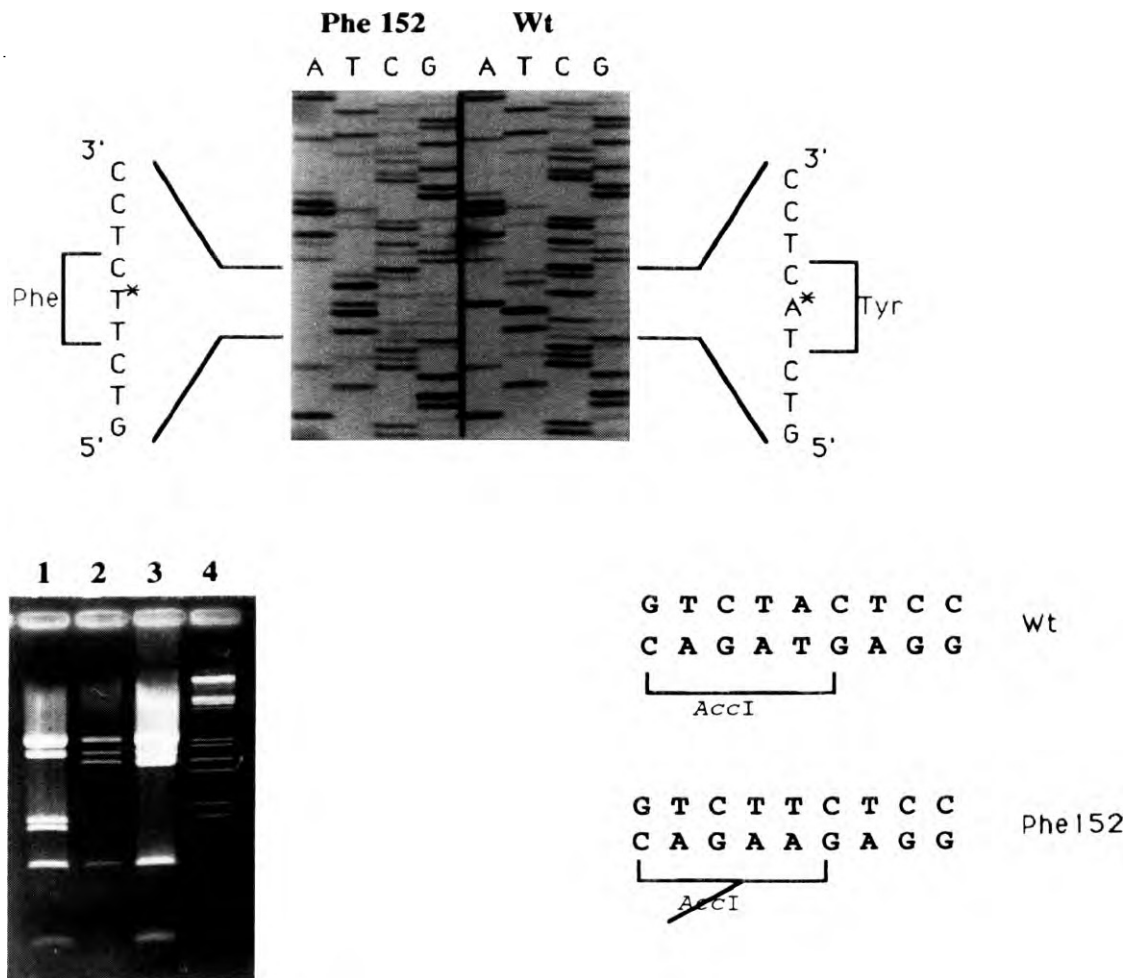 Phe 152 Wt
A T C G A T C G
3'
C
C
T
C
T*
T
C
T
G
5'
Phe
3'
C
C
T
C
A*
T
C
T
G
5'
Tyr
1 2 3 4
G T C T A C T C C
C A G A T G A G G
AccI
Wt
G T C T T C T C C
C A G A A G A G G
AccI
Phe152